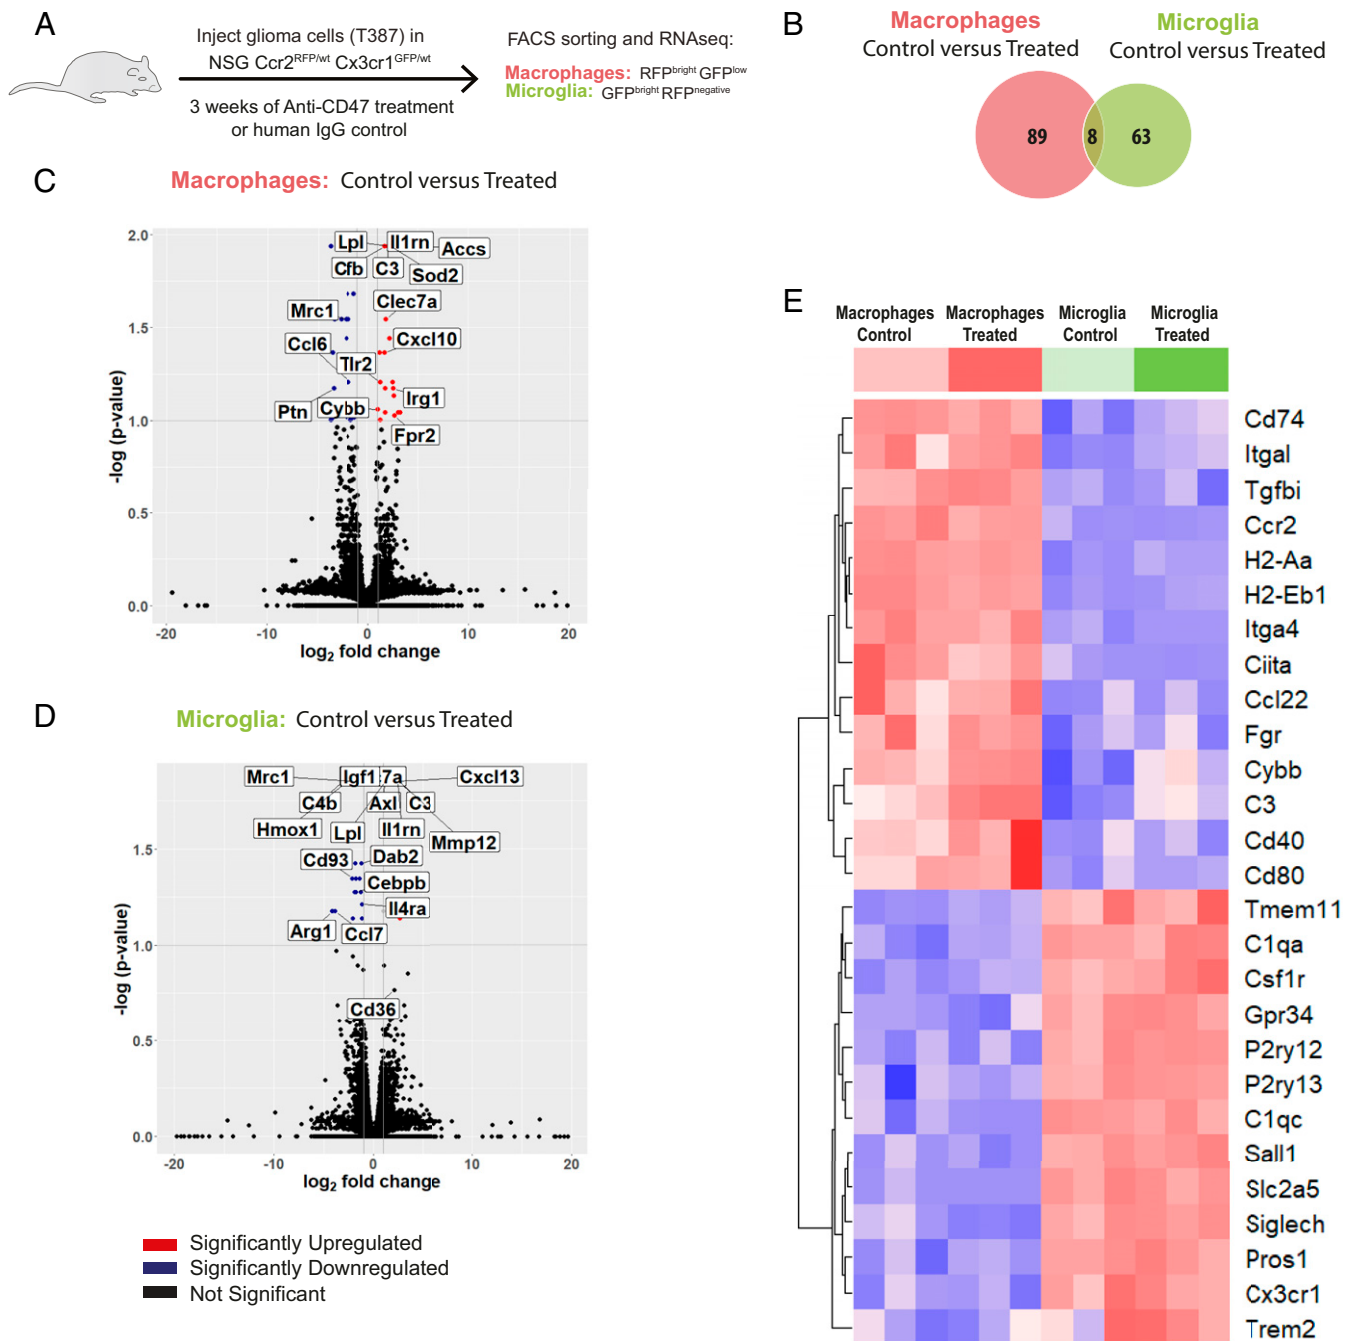 A
Inject glioma cells (T387) in
NSG Ccr2RFP/wt Cx3cr1GFP/wt
3 weeks of Anti-CD47 treatment
or human IgG control
FACS sorting and RNAseq:
Macrophages: RFPbright GFPlow
Microglia: GFPbright RFPnegative
B
Macrophages
Control versus Treated
Microglia
Control versus Treated
89
8
63
C
Macrophages: Control versus Treated
-log (p-value)
2.0
1.5
1.0
0.5
0.0
Lpl
Il1rn
Accs
Cfb
C3
Sod2
Clec7a
Mrc1
Cxcl10
Ccl6
Tlr2
Irg1
Ptn
Cybb
Fpr2
-20
-10
0
10
20
log2 fold change
D
Microglia: Control versus Treated
-log (p-value)
1.5
1.0
0.5
0.0
Mrc1
Igf1
7a
Cxcl13
C4b
Axl
C3
Hmox1
Lpl
Il1rn
Mmp12
Cd93
Dab2
Cebpb
Il4ra
Arg1
Ccl7
Cd36
-20
-10
0
10
20
log2 fold change
Significantly Upregulated
Significantly Downregulated
Not Significant
E
Macrophages
Control
Macrophages
Treated
Microglia
Control
Microglia
Treated
Cd74
Itgal
Tgfbi
Ccr2
H2-Aa
H2-Eb1
Itga4
Ciita
Ccl22
Fgr
Cybb
C3
Cd40
Cd80
Tmem11
C1qa
Csf1r
Gpr34
P2ry12
P2ry13
C1qc
Sall1
Slc2a5
Siglech
Pros1
Cx3cr1
Trem2